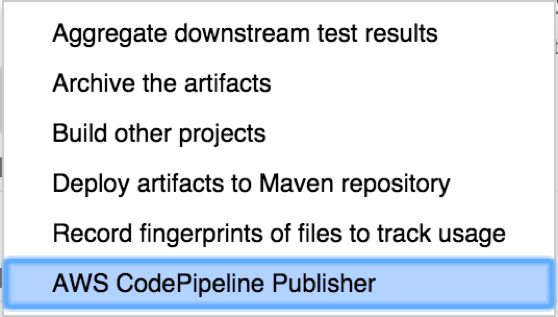 Aggregate downstream test results
Archive the artifacts
Build other projects
Deploy artifacts to Maven repository
Record fingerprints of files to track usage
AWS CodePipeline Publisher